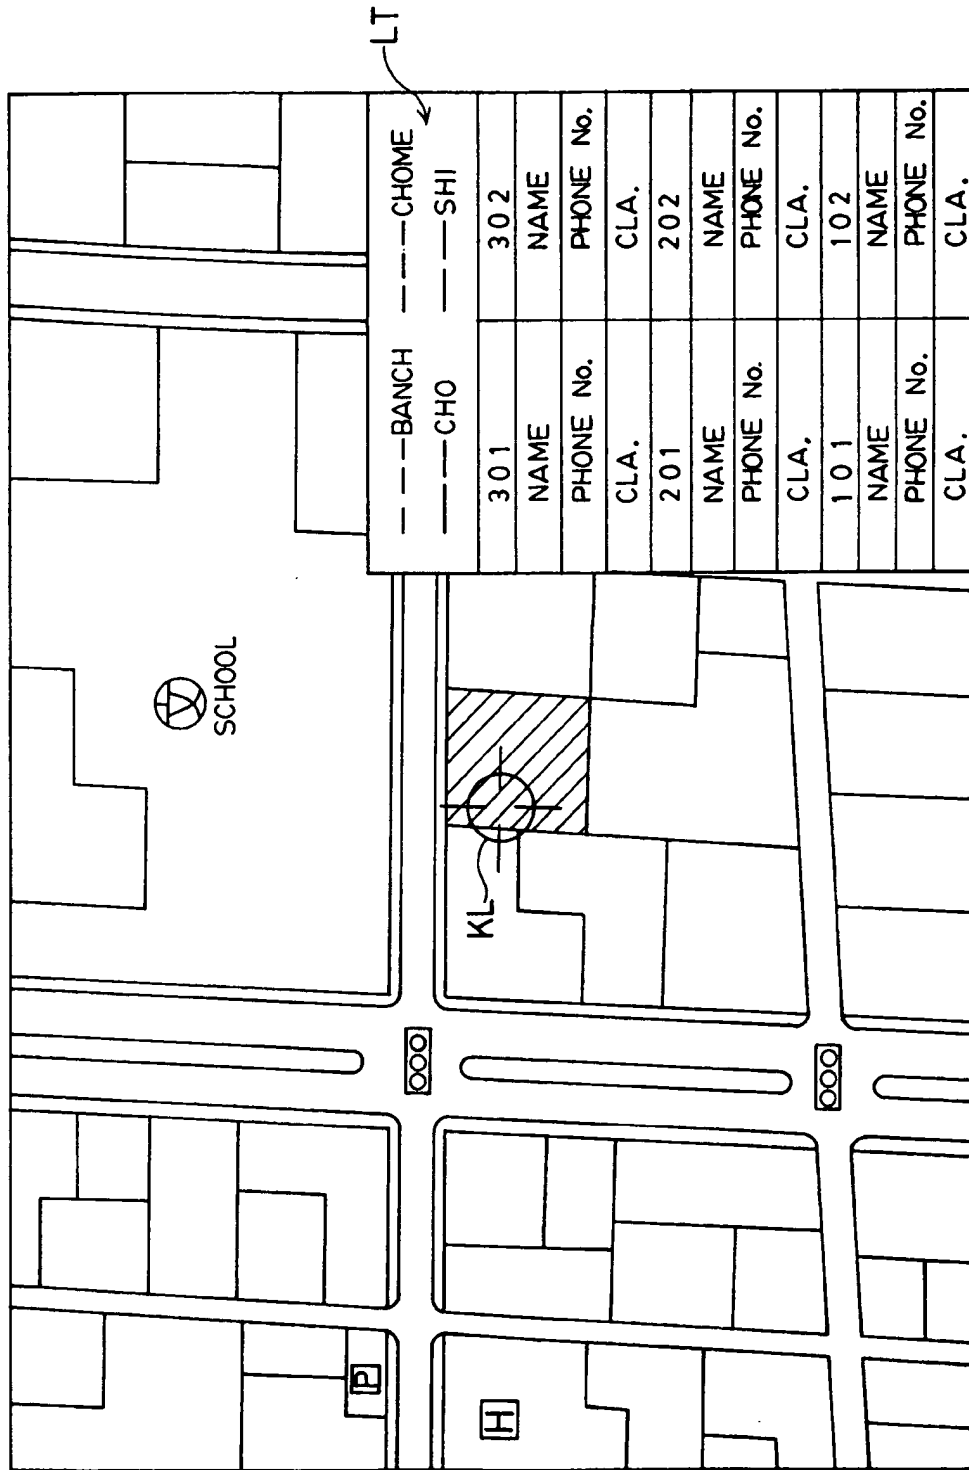 LT
— — — BANCH — — - — CHOME
— - — - — CHO — — — SHI
301 302
NAME NAME
PHONE No. PHONE No.
CLA. CLA.
201 202
NAME NAME
PHONE No. PHONE No.
CLA. CLA.
101 102
NAME NAME
PHONE No. PHONE No.
CLA. CLA.
SCHOOL
KL
P
H